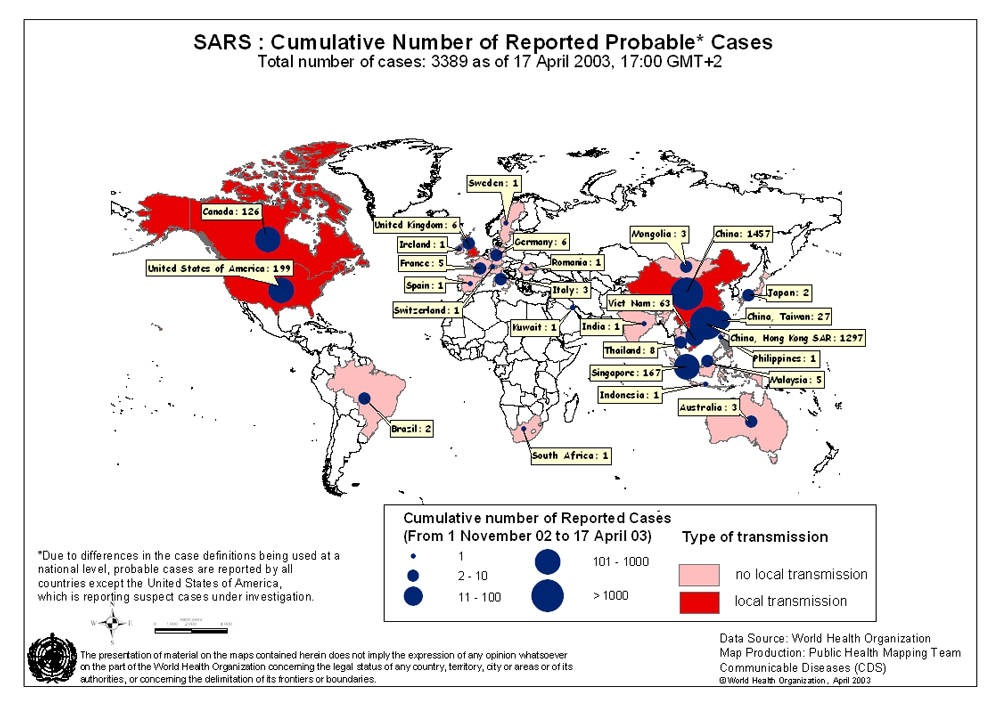 SARS : Cumulative Number of Reported Probable* Cases
Total number of cases: 3389 as of 17 April 2003, 17:00 GMT+2
Sweden: 1
Canada: 126
United Kingdom: 6
Ireland: 1
Germany: 6
Mongolia: 3
China: 1457
United States of America: 199
France: 5
Romania: 1
Spain: 1
Italy: 3
Japan: 2
Switzerland: 1
Viet Nam: 63
China, Taiwan: 27
Kuwait: 1
India: 1
China, Hong Kong SAR: 1297
Thailand: 8
Philippines: 1
Singapore: 167
Malaysia: 5
Indonesia: 1
Australia: 3
Brazil: 2
South Africa: 1
Cumulative number of Reported Cases
(From 1 November 02 to 17 April 03)
1
2 - 10
11 - 100
101 - 1000
> 1000
Type of transmission
no local transmission
local transmission
*Due to differences in the case definitions being used at a
national level, probable cases are reported by all
countries except the United States of America,
which is reporting suspect cases under investigation.
N
W E
S
The presentation of material on the maps contained herein does not imply the expression of any opinion whatsoever
on the part of the World Health Organization concerning the legal status of any country, territory, city or areas or of its
authorities, or concerning the delimitation of its frontiers or boundaries.
Data Source: World Health Organization
Map Production: Public Health Mapping Team
Communicable Diseases (CDS)
©World Health Organization, April 2003